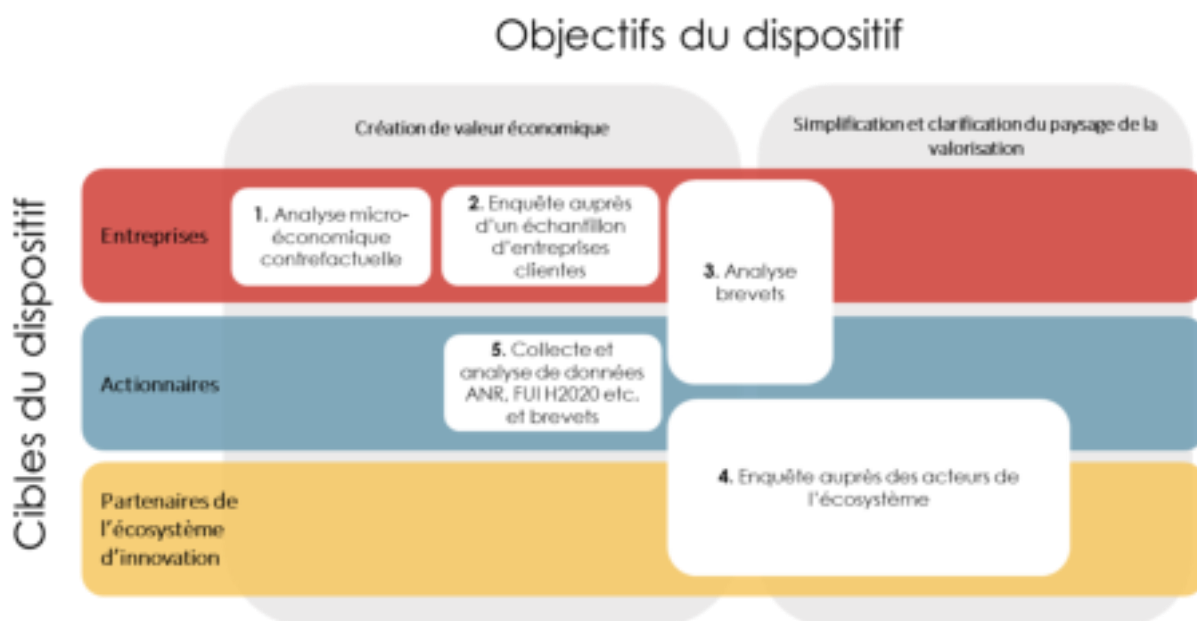 Objectifs du dispositif
Création de valeur économique
Simplification et clarification du paysage de la
valorisation
Cibles du dispositif
Entreprises
1. Analyse micro-
économique
contrefactuelle
2. Enquête auprès
d'un échantillon
d'entreprises
clientes
3. Analyse
brevets
Actionnaires
5. Collecte et
analyse de données
ANR, FUI H2020 etc.
et brevets
4. Enquête auprès des acteurs de
l'écosystème
Partenaires de
l'écosystème
d'innovation